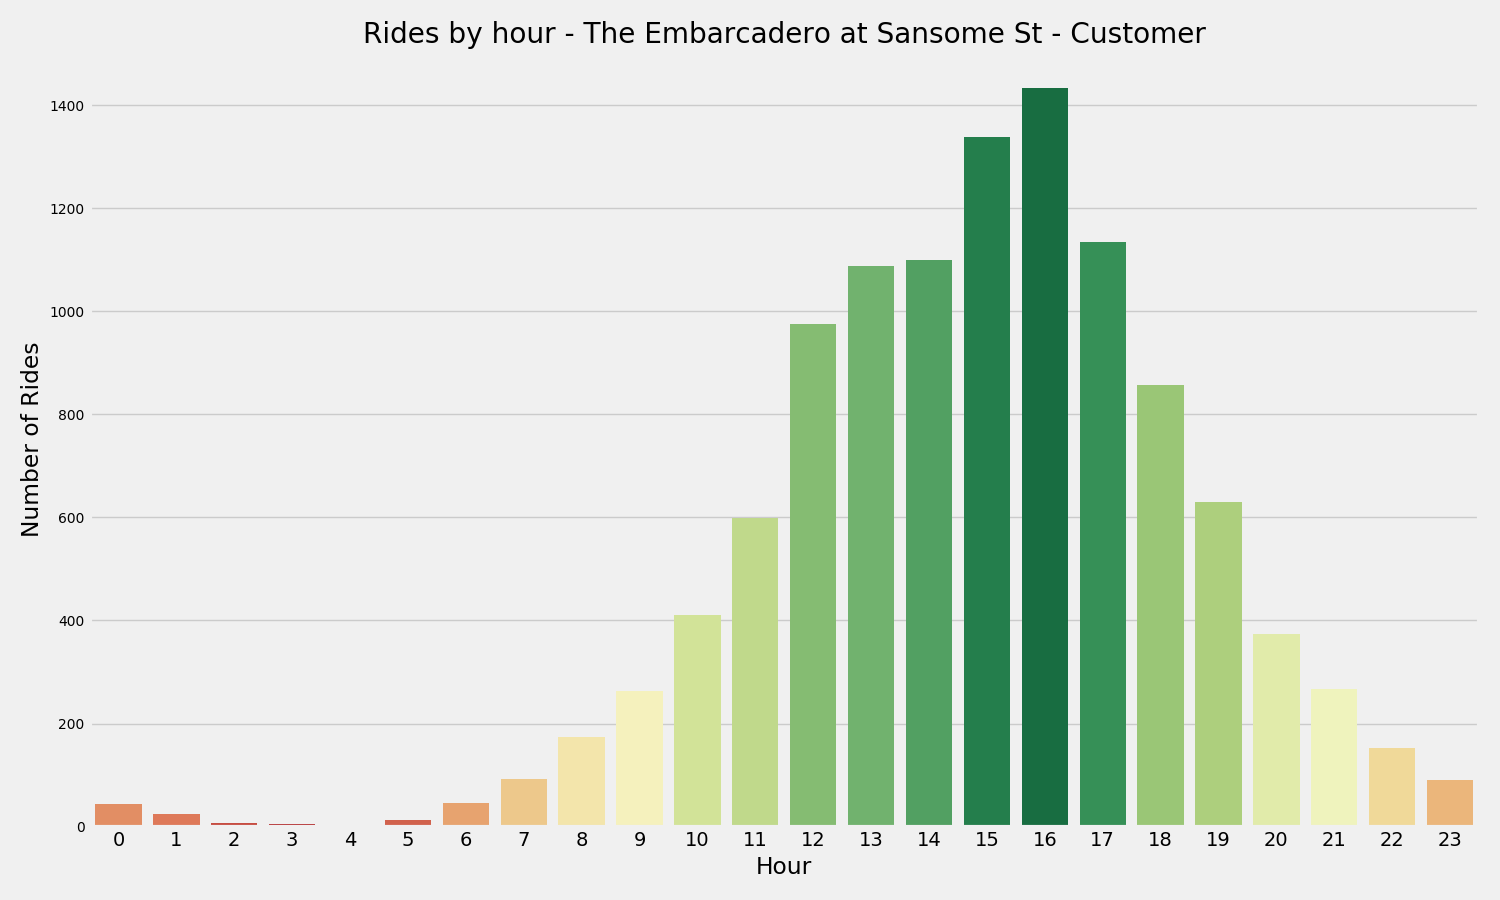 Rides by hour - The Embarcadero at Sansome St - Customer
1400
1200
1000
800
600
400
200
0
Number of Rides
0 1 2 3 4 5 6 7 8 9 10 11 12 13 14 15 16 17 18 19 20 21 22 23
Hour